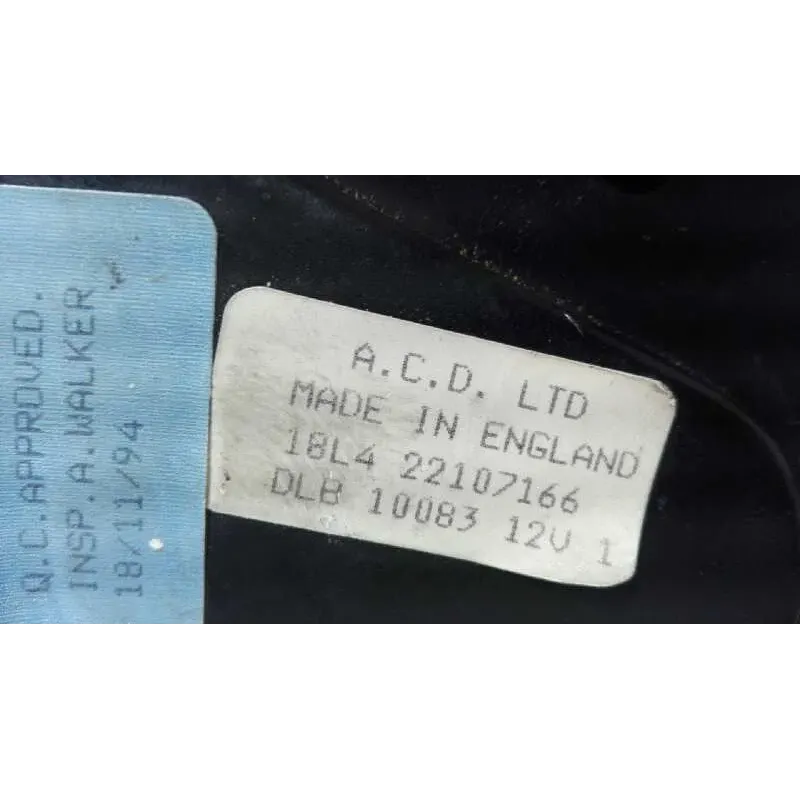 Q.C.APPROVED.
INSP.A.WALKER
18/11/94
A.C.D. LTD
MADE IN ENGLAND
18L4 22107166
DLB 10083 12V 1